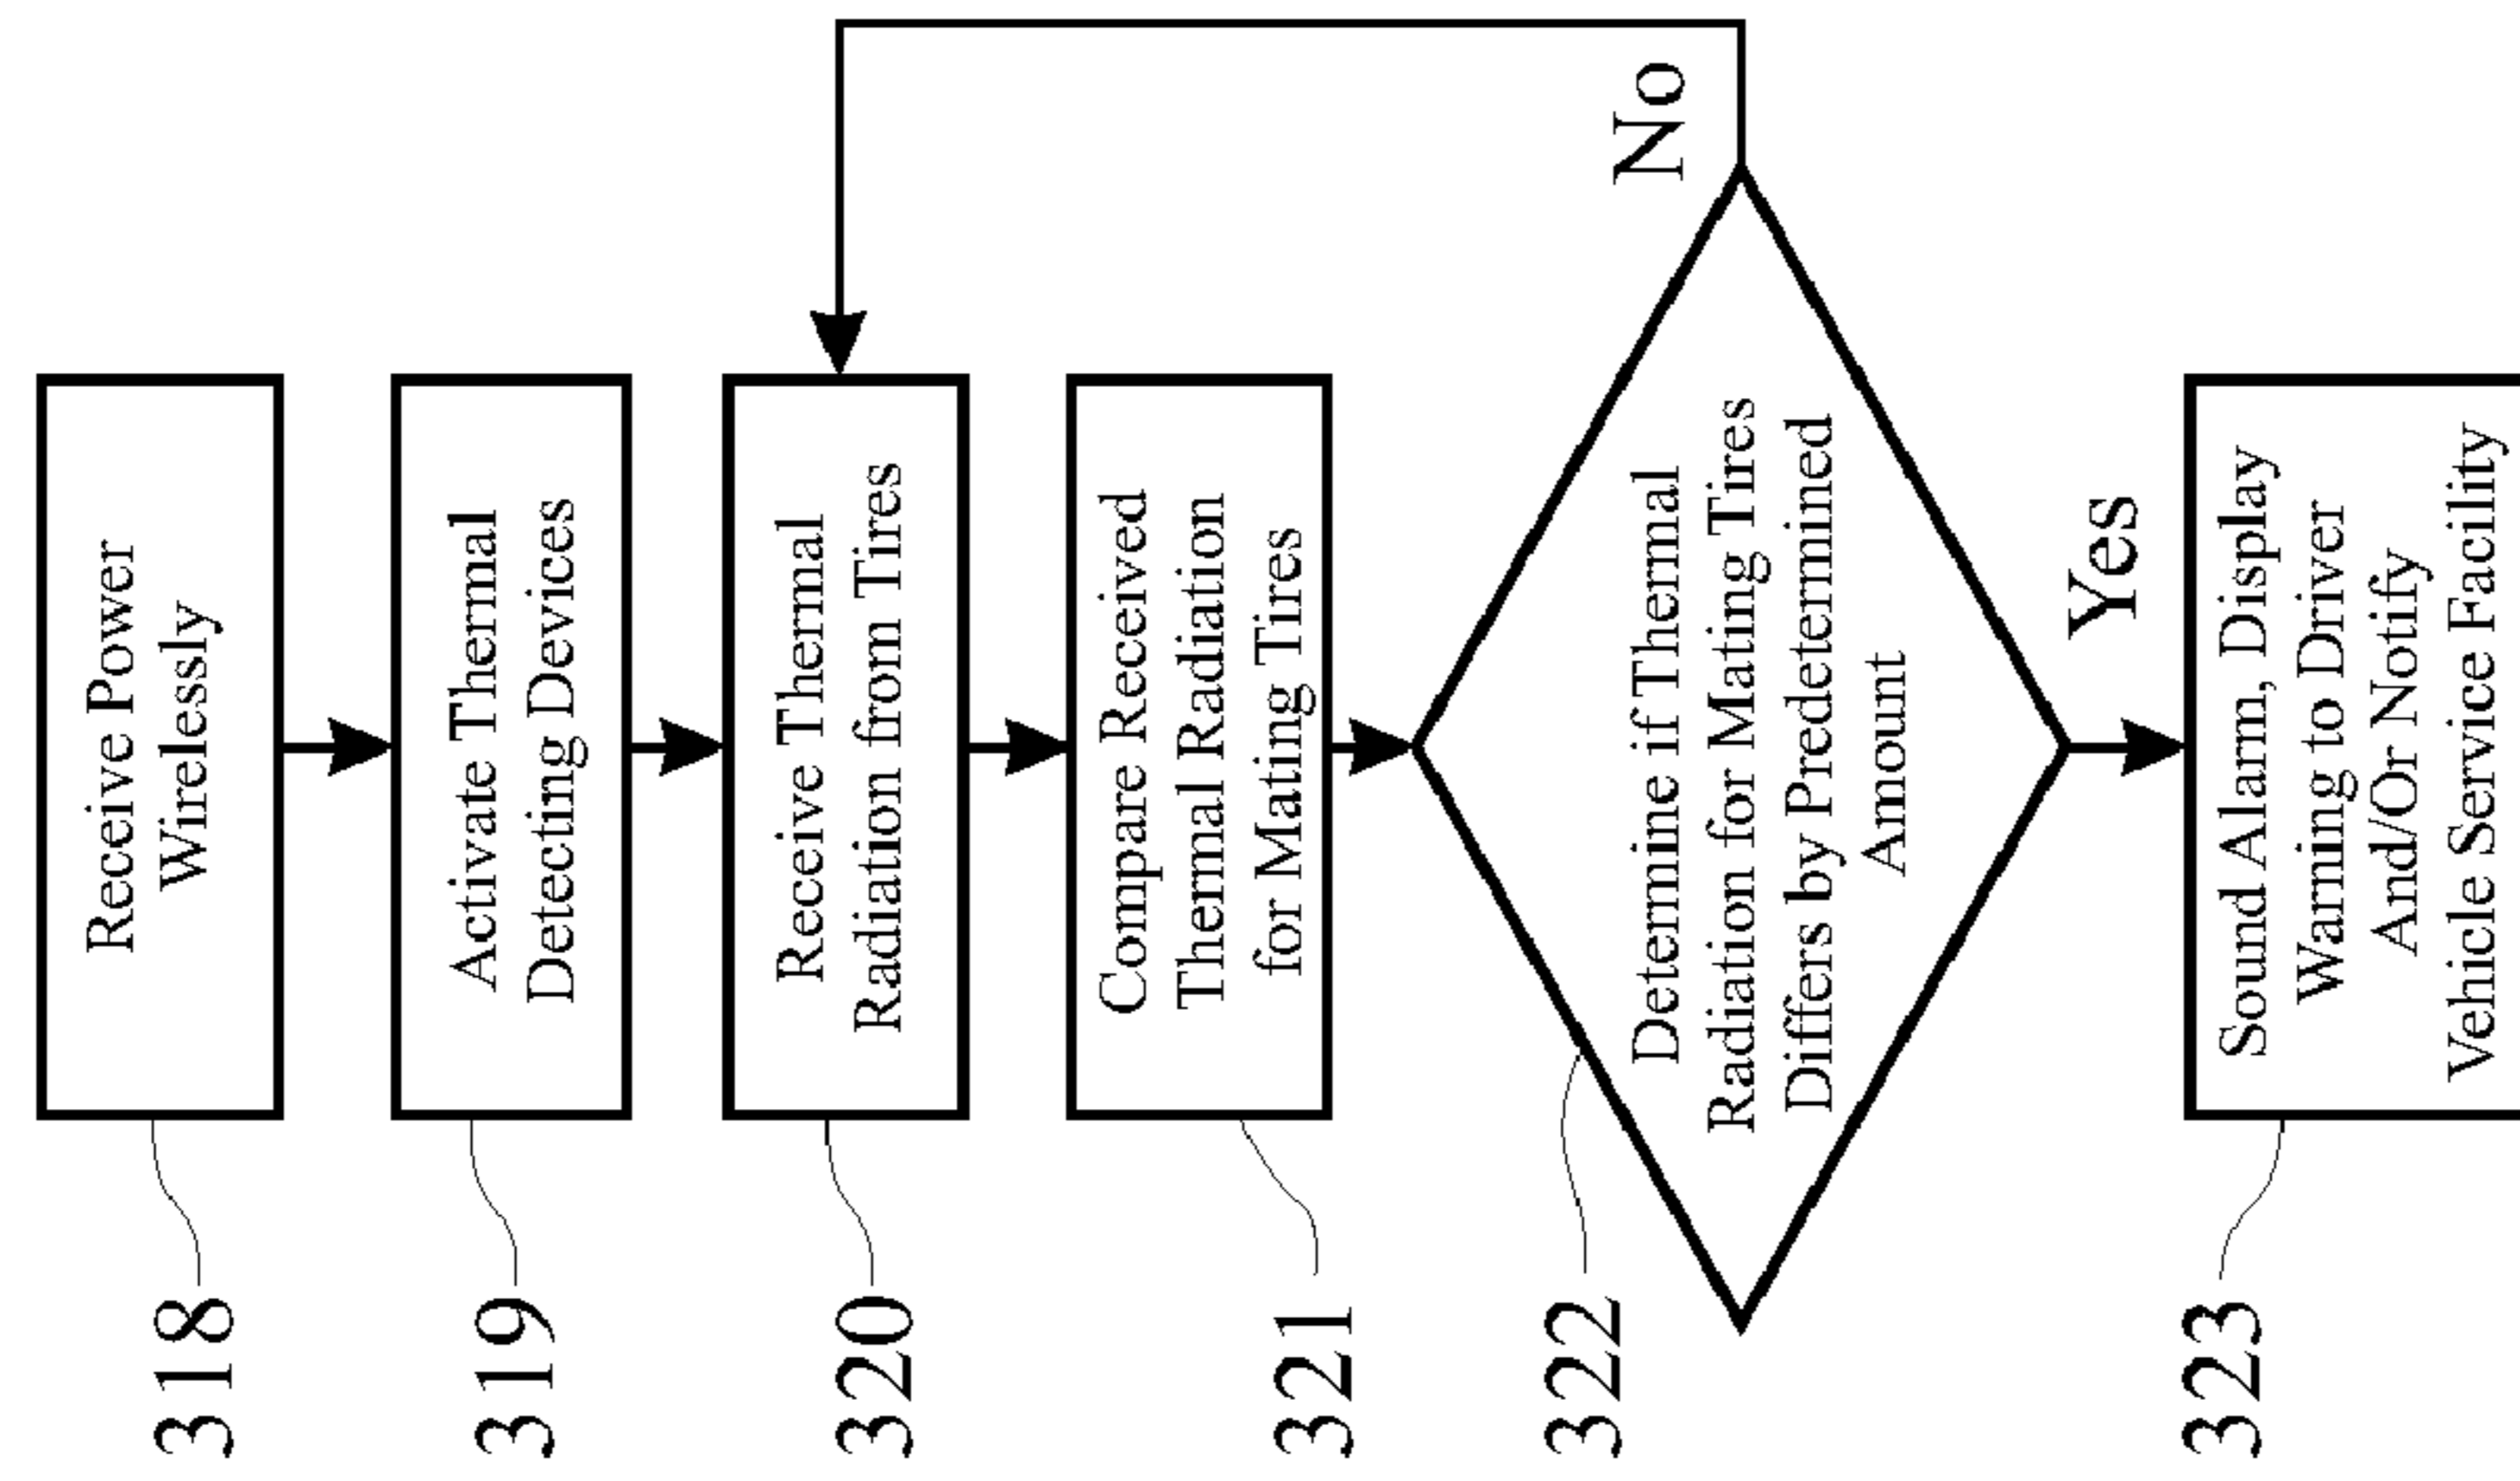 318
Receive Power
Wirelessly
319
Activate Thermal
Detecting Devices
320
Receive Thermal
Radiation from Tires
321
Compare Received
Thermal Radiation
for Mating Tires
322
Determine if Thermal
Radiation for Mating Tires
Differs by Predetermined
Amount
No
Yes
323
Sound Alarm, Display
Warning to Driver
And/Or Notify
Vehicle Service Facility